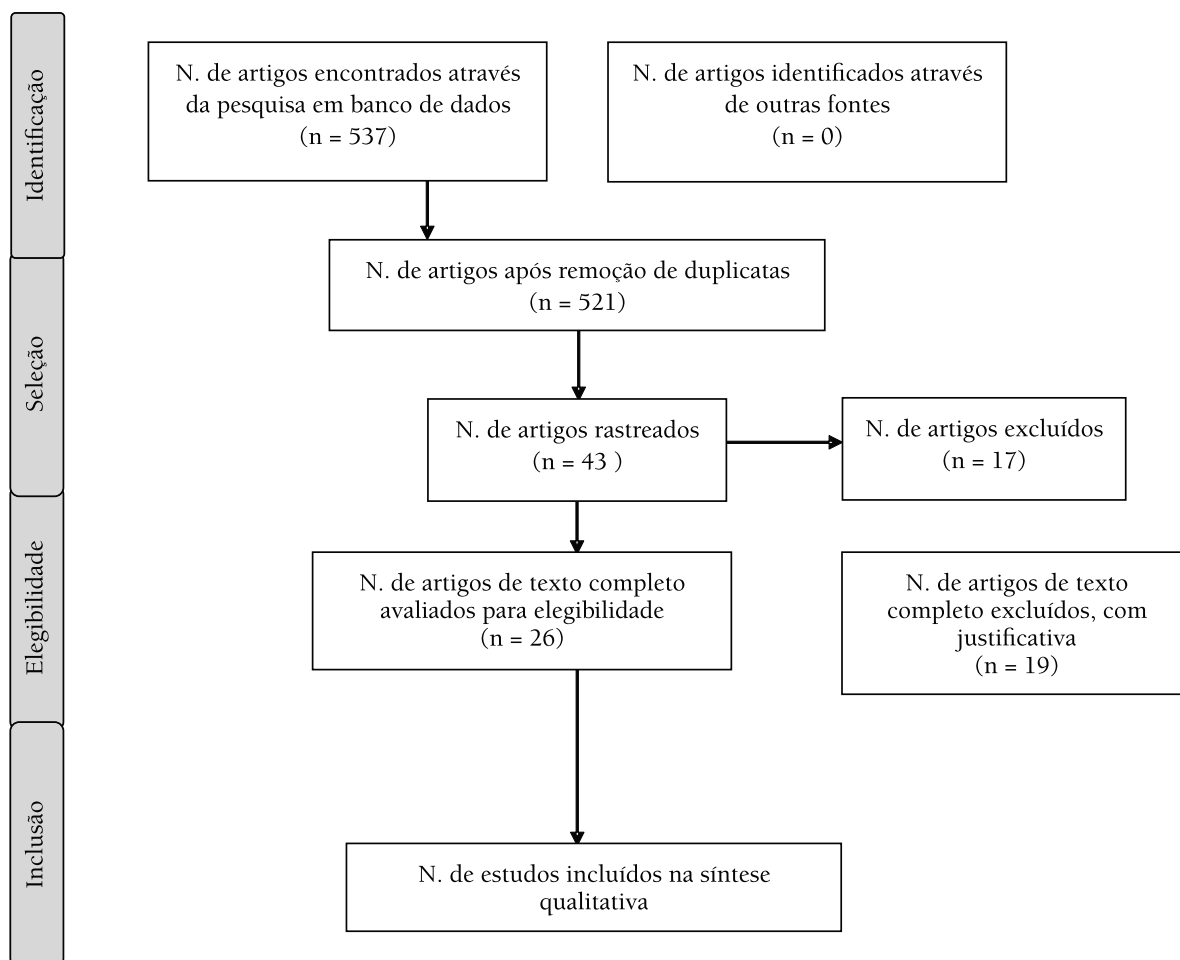 Identificação
N. de artigos encontrados através
da pesquisa em banco de dados
(n = 537)
N. de artigos identificados através
de outras fontes
(n = 0)
N. de artigos após remoção de duplicatas
(n = 521)
Seleção
N. de artigos rastreados
(n = 43 )
N. de artigos excluídos
(n = 17)
Elegibilidade
N. de artigos de texto completo
avaliados para elegibilidade
(n = 26)
N. de artigos de texto
completo excluídos, com
justificativa
(n = 19)
Inclusão
N. de estudos incluídos na síntese
qualitativa